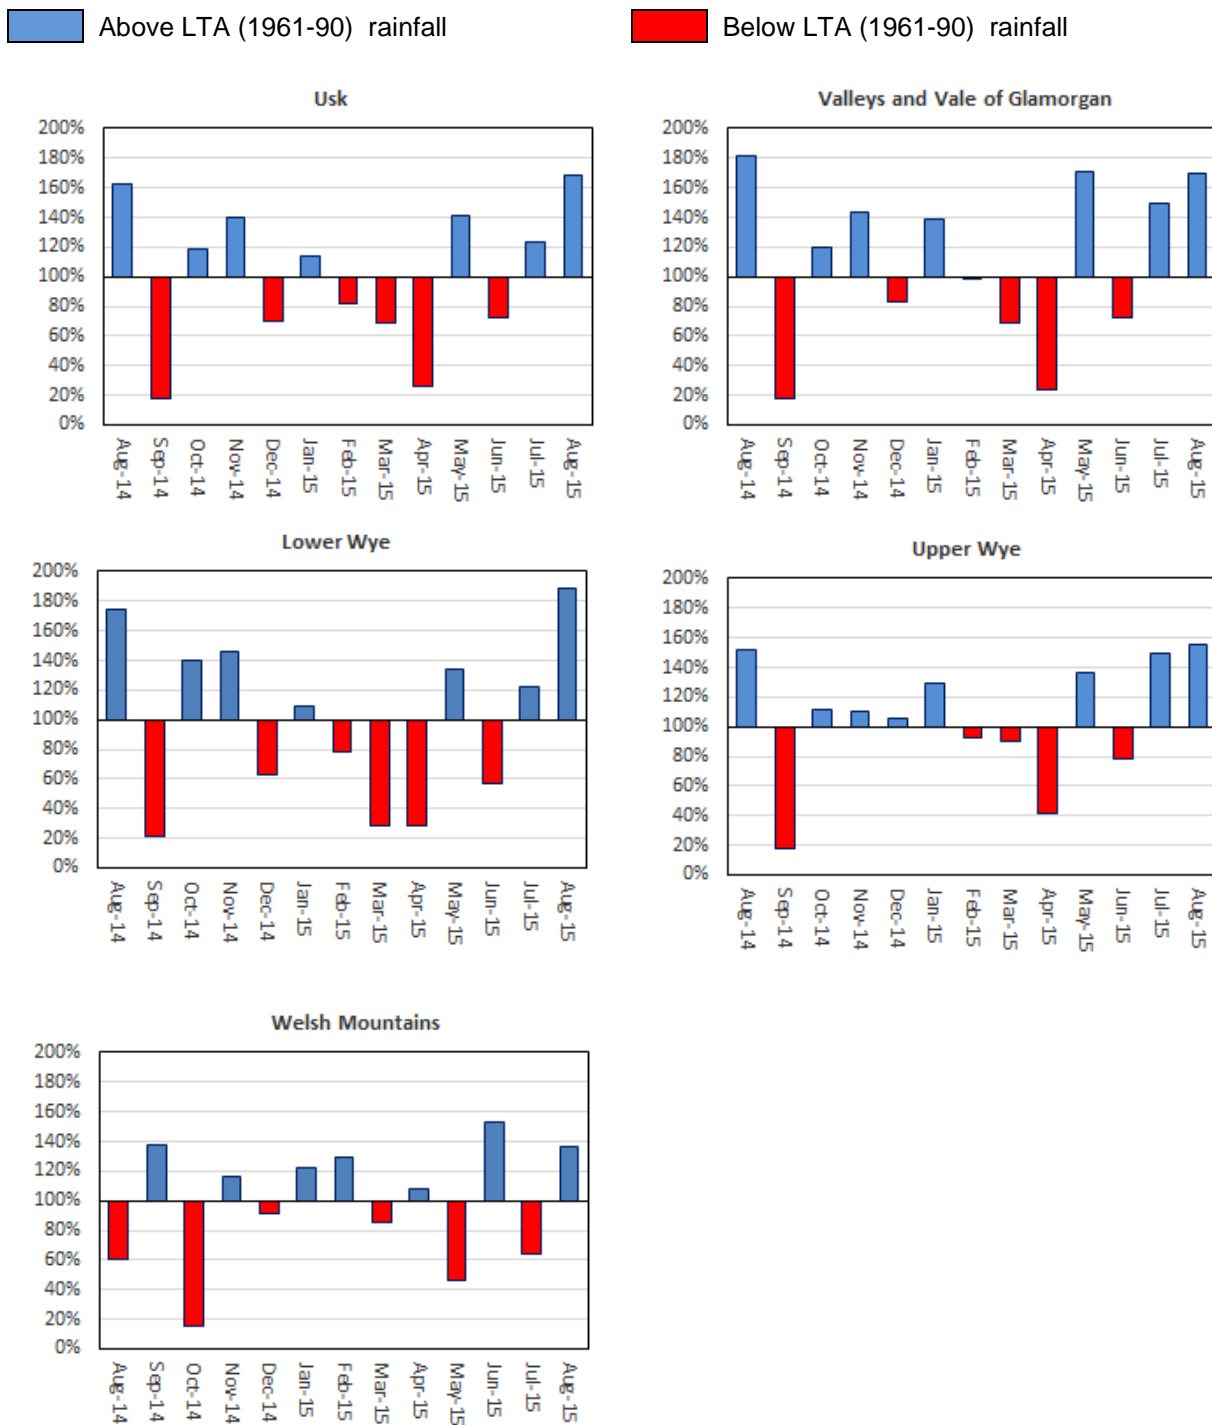 Above LTA (1961-90) rainfall
Below LTA (1961-90) rainfall
Usk
200%
180%
160%
140%
120%
100%
80%
60%
40%
20%
0%
Aug-14
Sep-14
Oct-14
Nov-14
Dec-14
Jan-15
Feb-15
Mar-15
Apr-15
May-15
Jun-15
Jul-15
Aug-15
Valleys and Vale of Glamorgan
200%
180%
160%
140%
120%
100%
80%
60%
40%
20%
0%
Aug-14
Sep-14
Oct-14
Nov-14
Dec-14
Jan-15
Feb-15
Mar-15
Apr-15
May-15
Jun-15
Jul-15
Aug-15
Lower Wye
200%
180%
160%
140%
120%
100%
80%
60%
40%
20%
0%
Aug-14
Sep-14
Oct-14
Nov-14
Dec-14
Jan-15
Feb-15
Mar-15
Apr-15
May-15
Jun-15
Jul-15
Aug-15
Upper Wye
200%
180%
160%
140%
120%
100%
80%
60%
40%
20%
0%
Aug-14
Sep-14
Oct-14
Nov-14
Dec-14
Jan-15
Feb-15
Mar-15
Apr-15
May-15
Jun-15
Jul-15
Aug-15
Welsh Mountains
200%
180%
160%
140%
120%
100%
80%
60%
40%
20%
0%
Aug-14
Sep-14
Oct-14
Nov-14
Dec-14
Jan-15
Feb-15
Mar-15
Apr-15
May-15
Jun-15
Jul-15
Aug-15